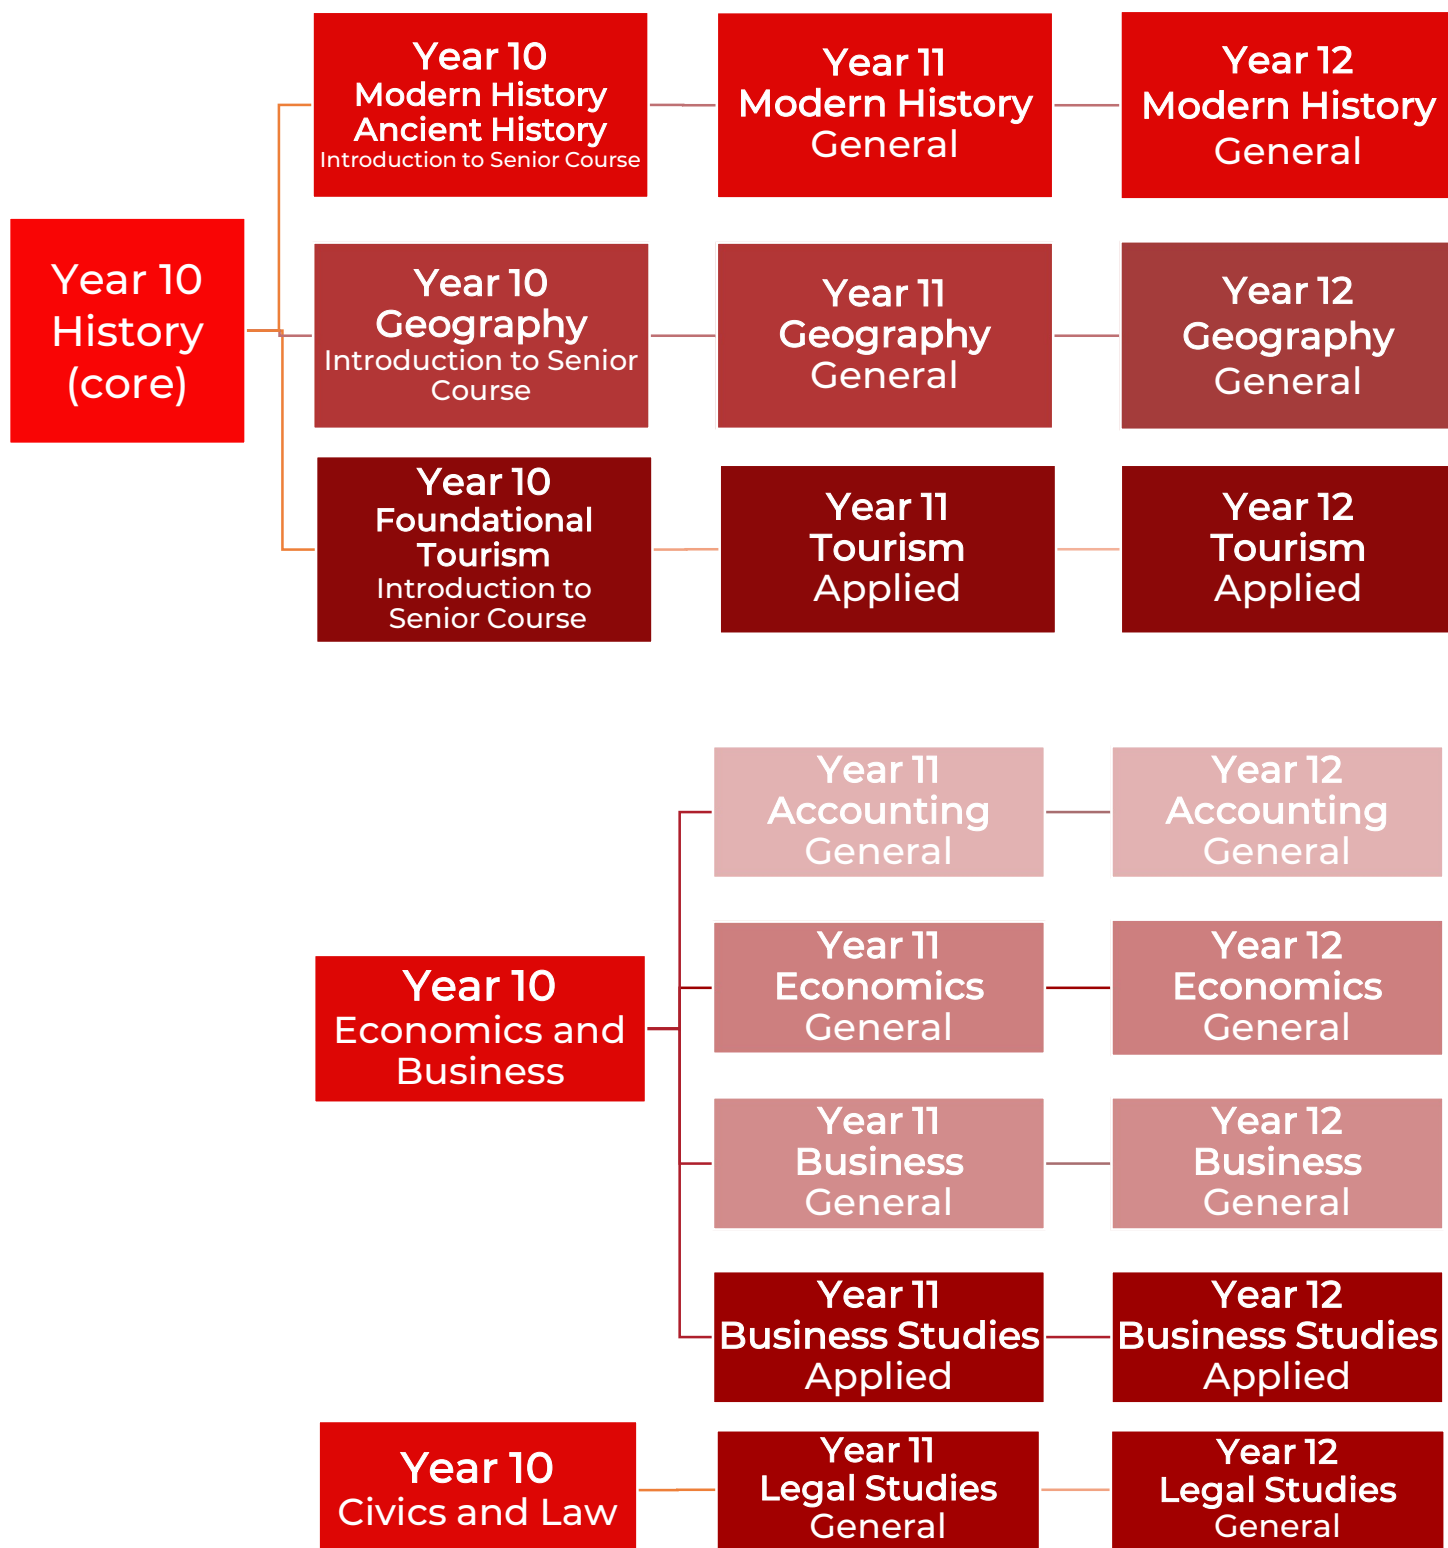 Year 10
History
(core)
Year 10
Modern History
Ancient History
Introduction to Senior Course
Year 11
Modern History
General
Year 12
Modern History
General
Year 10
Geography
Introduction to Senior
Course
Year 11
Geography
General
Year 12
Geography
General
Year 10
Foundational
Tourism
Introduction to
Senior Course
Year 11
Tourism
Applied
Year 12
Tourism
Applied
Year 10
Economics and
Business
Year 11
Accounting
General
Year 12
Accounting
General
Year 11
Economics
General
Year 12
Economics
General
Year 11
Business
General
Year 12
Business
General
Year 11
Business Studies
Applied
Year 12
Business Studies
Applied
Year 10
Civics and Law
Year 11
Legal Studies
General
Year 12
Legal Studies
General